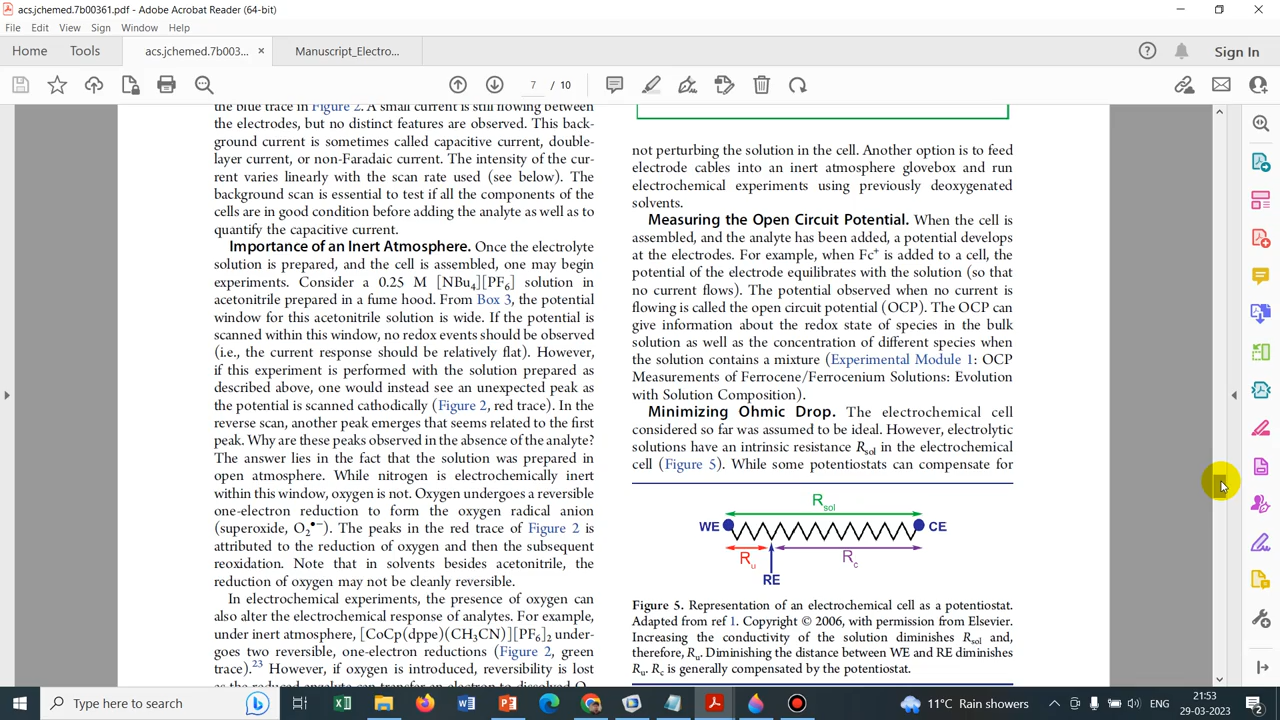 acs.jchemed.7b00361.pdf - Adobe Acrobat Reader (64-bit)
File Edit View Sign Window Help
Home Tools acs.jchemed.7b003... × Manuscript_Electro... Sign In
7 / 10
the blue trace in Figure 2. A small current is still flowing between
the electrodes, but no distinct features are observed. This back-
ground current is sometimes called capacitive current, double-
layer current, or non-Faradaic current. The intensity of the cur-
rent varies linearly with the scan rate used (see below). The
background scan is essential to test if all the components of the
cells are in good condition before adding the analyte as well as to
quantify the capacitive current.
Importance of an Inert Atmosphere. Once the electrolyte
solution is prepared, and the cell is assembled, one may begin
experiments. Consider a 0.25 M [NBu4][PF6] solution in
acetonitrile prepared in a fume hood. From Box 3, the potential
window for this acetonitrile solution is wide. If the potential is
scanned within this window, no redox events should be observed
(i.e., the current response should be relatively flat). However,
if this experiment is performed with the solution prepared as
described above, one would instead see an unexpected peak as
the potential is scanned cathodically (Figure 2, red trace). In the
reverse scan, another peak emerges that seems related to the first
peak. Why are these peaks observed in the absence of the analyte?
The answer lies in the fact that the solution was prepared in
open atmosphere. While nitrogen is electrochemically inert
within this window, oxygen is not. Oxygen undergoes a reversible
one-electron reduction to form the oxygen radical anion
(superoxide, O2•−). The peaks in the red trace of Figure 2 is
attributed to the reduction of oxygen and then the subsequent
reoxidation. Note that in solvents besides acetonitrile, the
reduction of oxygen may not be cleanly reversible.
In electrochemical experiments, the presence of oxygen can
also alter the electrochemical response of analytes. For example,
under inert atmosphere, [CoCp(dppe)(CH3CN)][PF6]2 under-
goes two reversible, one-electron reductions (Figure 2, green
trace).23 However, if oxygen is introduced, reversibility is lost
as the reduced analyte can transfer an electron to dissolved O
not perturbing the solution in the cell. Another option is to feed
electrode cables into an inert atmosphere glovebox and run
electrochemical experiments using previously deoxygenated
solvents.
Measuring the Open Circuit Potential. When the cell is
assembled, and the analyte has been added, a potential develops
at the electrodes. For example, when Fc+ is added to a cell, the
potential of the electrode equilibrates with the solution (so that
no current flows). The potential observed when no current is
flowing is called the open circuit potential (OCP). The OCP can
give information about the redox state of species in the bulk
solution as well as the concentration of different species when
the solution contains a mixture (Experimental Module 1: OCP
Measurements of Ferrocene/Ferrocenium Solutions: Evolution
with Solution Composition).
Minimizing Ohmic Drop. The electrochemical cell
considered so far was assumed to be ideal. However, electrolytic
solutions have an intrinsic resistance Rsol in the electrochemical
cell (Figure 5). While some potentiostats can compensate for
Rsol
WE CE
Ru Rc
RE
Figure 5. Representation of an electrochemical cell as a potentiostat.
Adapted from ref 1. Copyright © 2006, with permission from Elsevier.
Increasing the conductivity of the solution diminishes Rsol and,
therefore, Ru. Diminishing the distance between WE and RE diminishes
Ru. Rc is generally compensated by the potentiostat.
Type here to search 11°C Rain showers ENG 21:53
29-03-2023